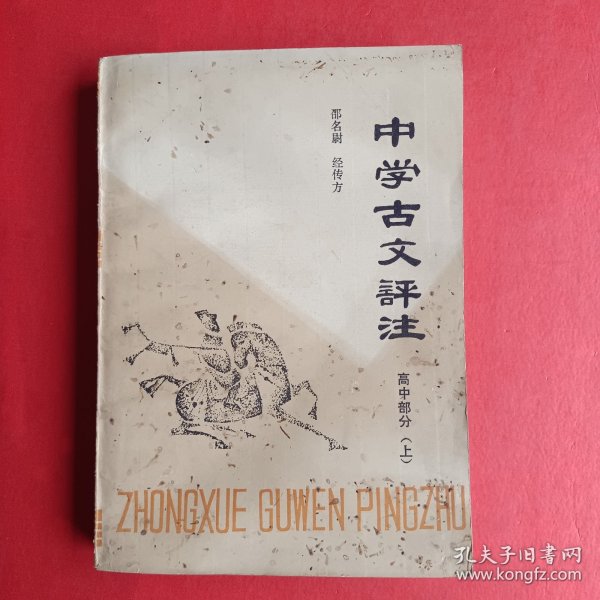 中学古文評注
高中部分（上）
邵名尉 经传方
ZHONGXUE GUWEN PINGZHU
孔夫子旧书网
www.kongfz.com